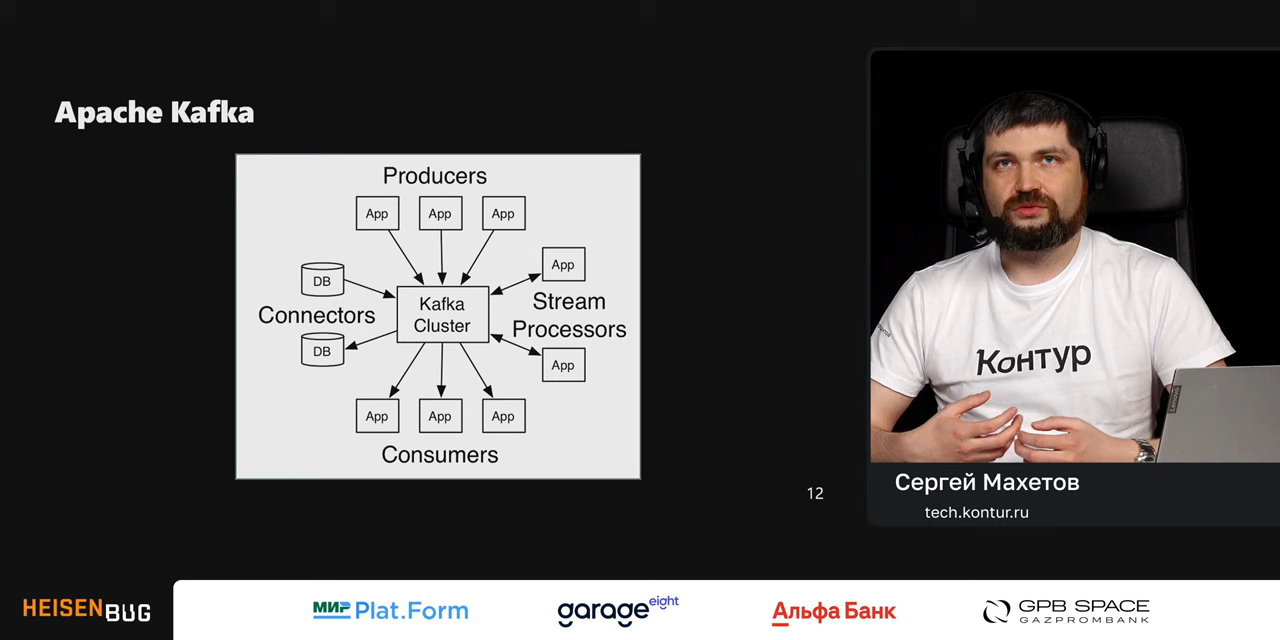 Apache Kafka
Producers
App
App
App
DB
App
Connectors
Kafka
Cluster
Stream
Processors
DB
App
App
App
App
Consumers
12
Контур
Lenovo
Сергей Махетов
tech.kontur.ru
HEISENBUG
МИР Plat.Form
garage eight
Альфа Банк
GPB SPACE
GAZPROMBANK